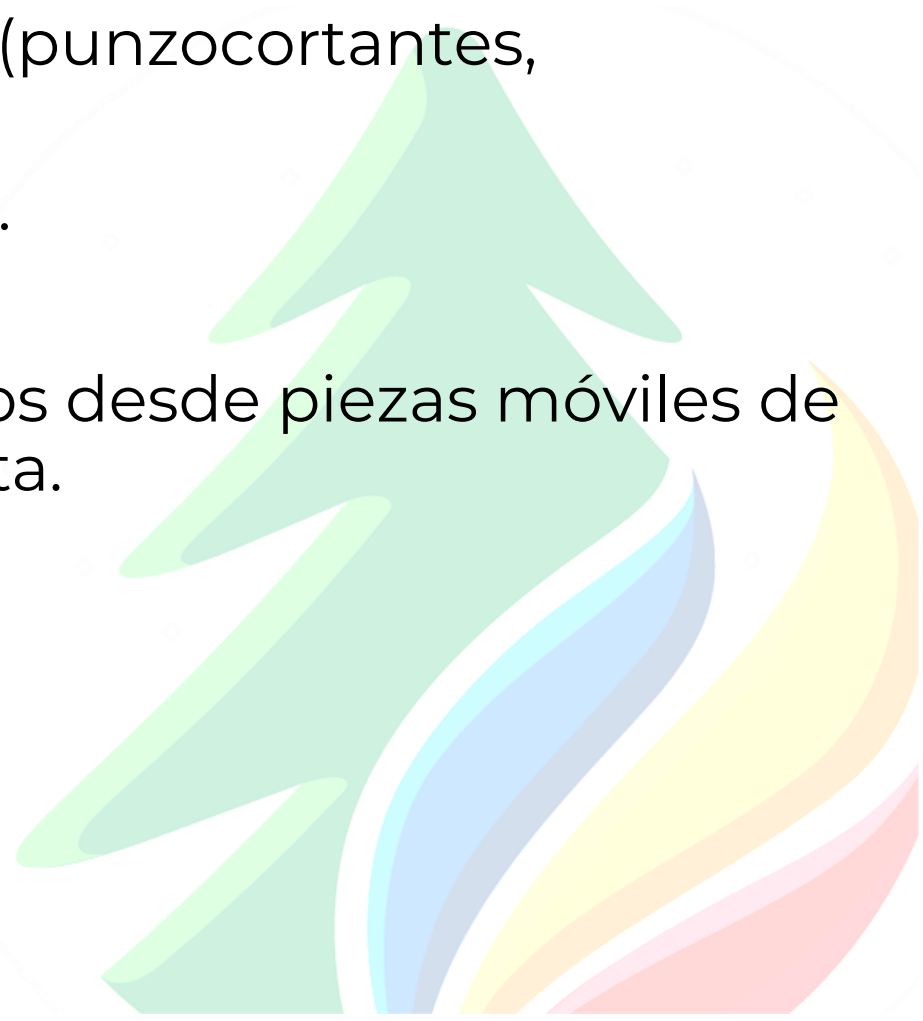 (punzocortantes,
.
os desde piezas móviles de
ta.